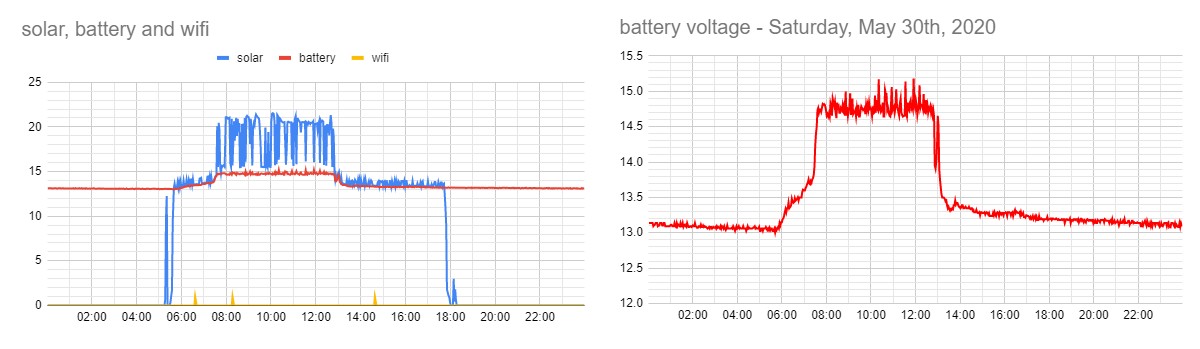 solar, battery and wifi
solar battery wifi
25
20
15
10
5
0
02:00 04:00 06:00 08:00 10:00 12:00 14:00 16:00 18:00 20:00 22:00
battery voltage - Saturday, May 30th, 2020
15.5
15.0
14.5
14.0
13.5
13.0
12.5
12.0
02:00 04:00 06:00 08:00 10:00 12:00 14:00 16:00 18:00 20:00 22:00